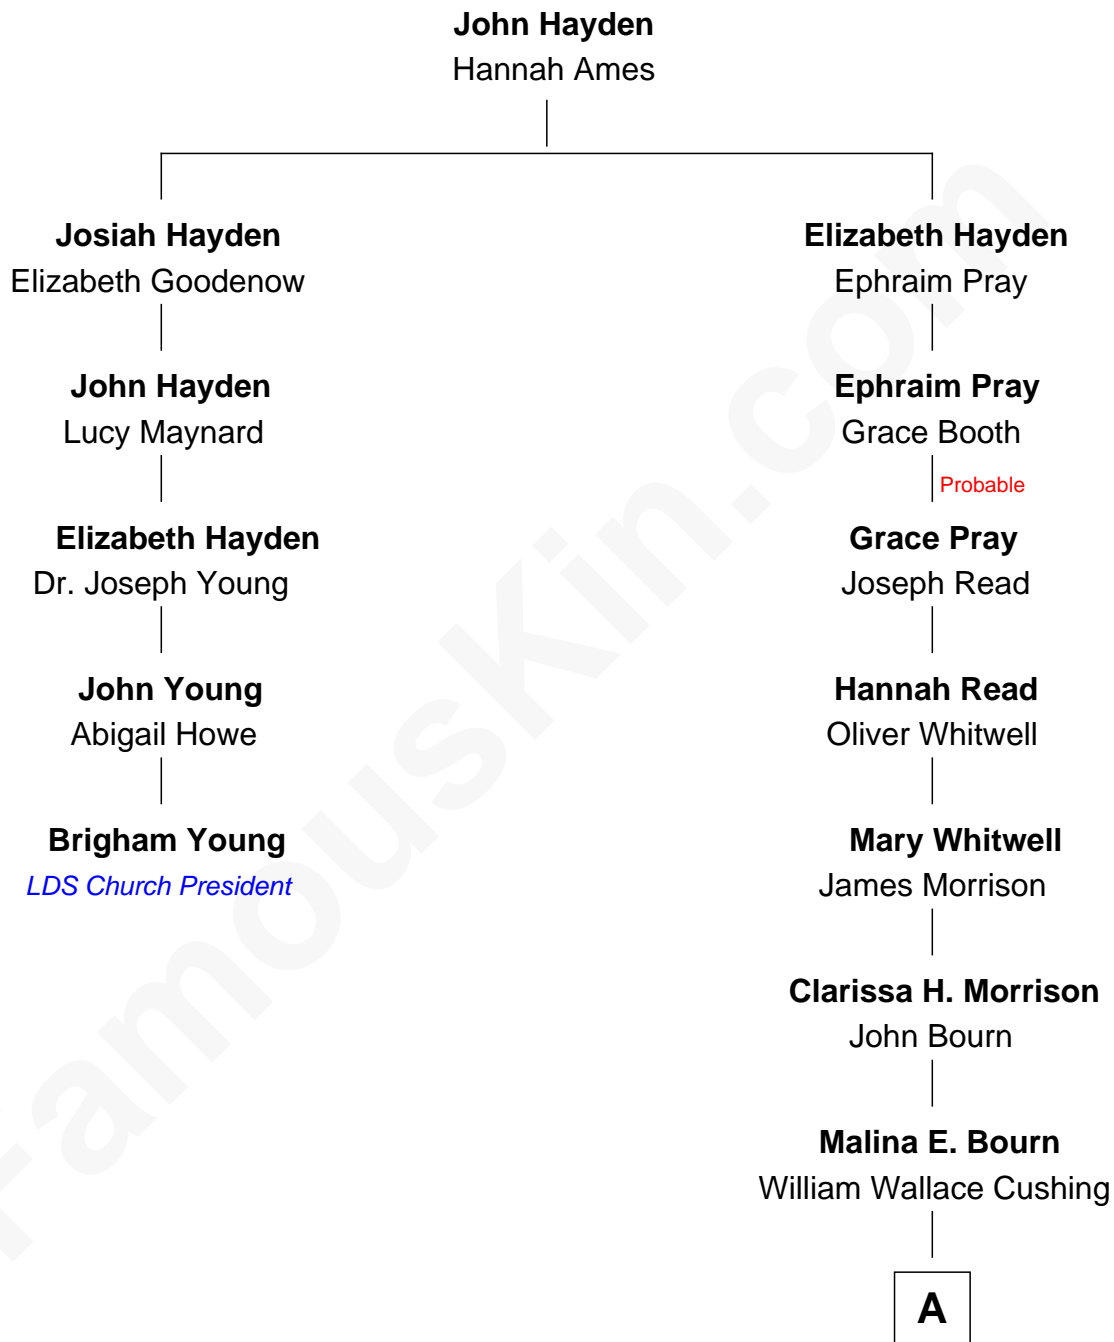 John Hayden
Hannah Ames
Josiah Hayden
Elizabeth Goodenow
John Hayden
Lucy Maynard
Elizabeth Hayden
Dr. Joseph Young
John Young
Abigail Howe
Brigham Young
LDS Church President
Elizabeth Hayden
Ephraim Pray
Ephraim Pray
Grace Booth
Probable
Grace Pray
Joseph Read
Hannah Read
Oliver Whitwell
Mary Whitwell
James Morrison
Clarissa H. Morrison
John Bourn
Malina E. Bourn
William Wallace Cushing
A
FamousKin.com